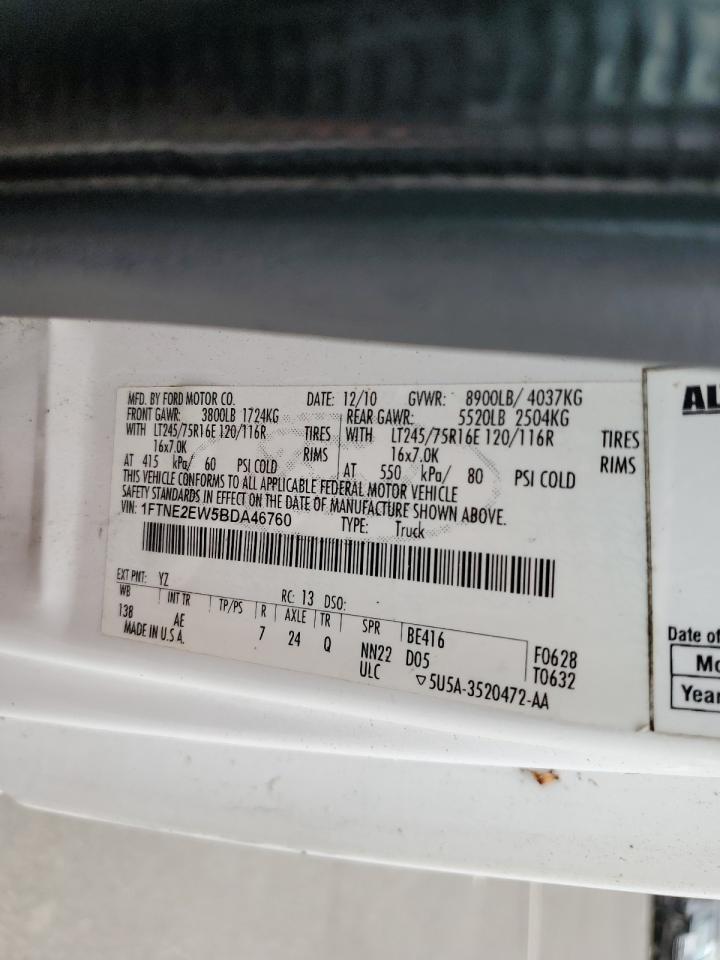 MFD. BY FORD MOTOR CO. DATE: 12/10 GVWR: 8900LB/ 4037KG
FRONT GAWR: 3800LB 1724KG REAR GAWR: 5520LB 2504KG
WITH LT245/75R16E 120/116R TIRES WITH LT245/75R16E 120/116R TIRES
16x7.0K RIMS 16x7.0K RIMS
AT 415 kPa/ 60 PSI COLD AT 550 kPa/ 80 PSI COLD
THIS VEHICLE CONFORMS TO ALL APPLICABLE FEDERAL MOTOR VEHICLE
SAFETY STANDARDS IN EFFECT ON THE DATE OF MANUFACTURE SHOWN ABOVE.
VIN: 1FTNE2EW5BDA46760 TYPE: Truck
EXT PNT: YZ RC: 13 DSO:
WB INT TR TP/PS R AXLE TR SPR BE416
138 AE 7 24 Q NN22 D05 F0628
MADE IN U.S.A. ULC T0632
▽5U5A-3520472-AA
AL
Date of
Mo
Year